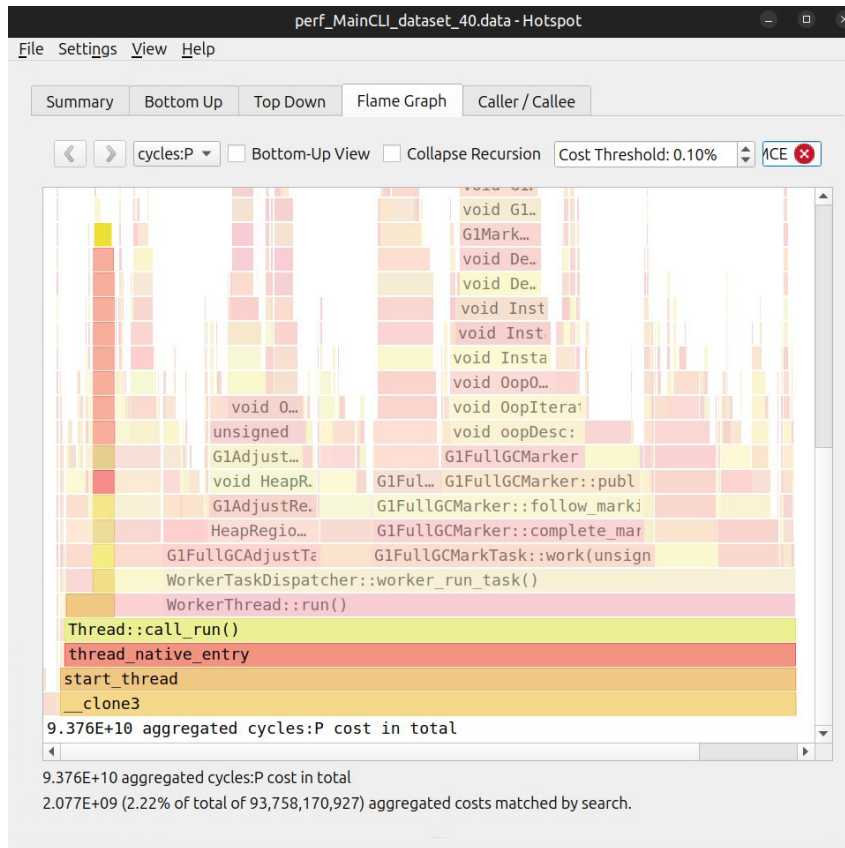 perf_MainCLI_dataset_40.data - Hotspot
File Settings View Help
Summary Bottom Up Top Down Flame Graph Caller / Callee
cycles:P Bottom-Up View Collapse Recursion Cost Threshold: 0.10% MCE
void G1..
G1Mark…
void De..
void De..
void Inst
void Inst
void Insta
void OopO…
void O… void OopIterat
unsigned void oopDesc:
G1Adjust… G1FullGCMarker
void HeapR. G1Ful… G1FullGCMarker::publ
G1AdjustRe. G1FullGCMarker::follow_marki
HeapRegio… G1FullGCMarker::complete_mar
G1FullGCAdjustTa G1FullGCMarkTask::work(unsign
WorkerTaskDispatcher::worker_run_task()
WorkerThread::run()
Thread::call_run()
thread_native_entry
start_thread
__clone3
9.376E+10 aggregated cycles:P cost in total
9.376E+10 aggregated cycles:P cost in total
2.077E+09 (2.22% of total of 93,758,170,927) aggregated costs matched by search.